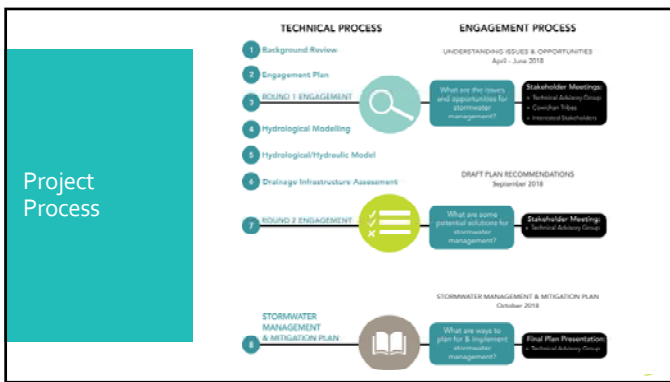 Project
Process
TECHNICAL PROCESS
1 Background Review
2 Engagement Plan
3 ROUND 1 ENGAGEMENT
4 Hydrological Modelling
5 Hydrological/Hydraulic Model
6 Drainage Infrastructure Assessment
7 ROUND 2 ENGAGEMENT
STORMWATER
MANAGEMENT
8 & MITIGATION PLAN
ENGAGEMENT PROCESS
UNDERSTANDING ISSUES & OPPORTUNITIES
April - June 2018
What are the issues
and opportunities for
stormwater
management?
Stakeholder Meetings:
• Technical Advisory Group
• Cowichan Tribes
• Interested Stakeholders
DRAFT PLAN RECOMMENDATIONS
September 2018
What are some
potential solutions for
stormwater
management?
Stakeholder Meeting:
• Technical Advisory Group
STORMWATER MANAGEMENT & MITIGATION PLAN
October 2018
What are ways to
plan for & implement
stormwater
management?
Final Plan Presentation:
• Technical Advisory Group